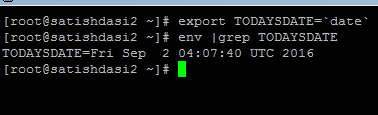 [root@satishdasi2 ~]# export TODAYSDATE=`date`
[root@satishdasi2 ~]# env |grep TODAYSDATE
TODAYSDATE=Fri Sep  2 04:07:40 UTC 2016
[root@satishdasi2 ~]#